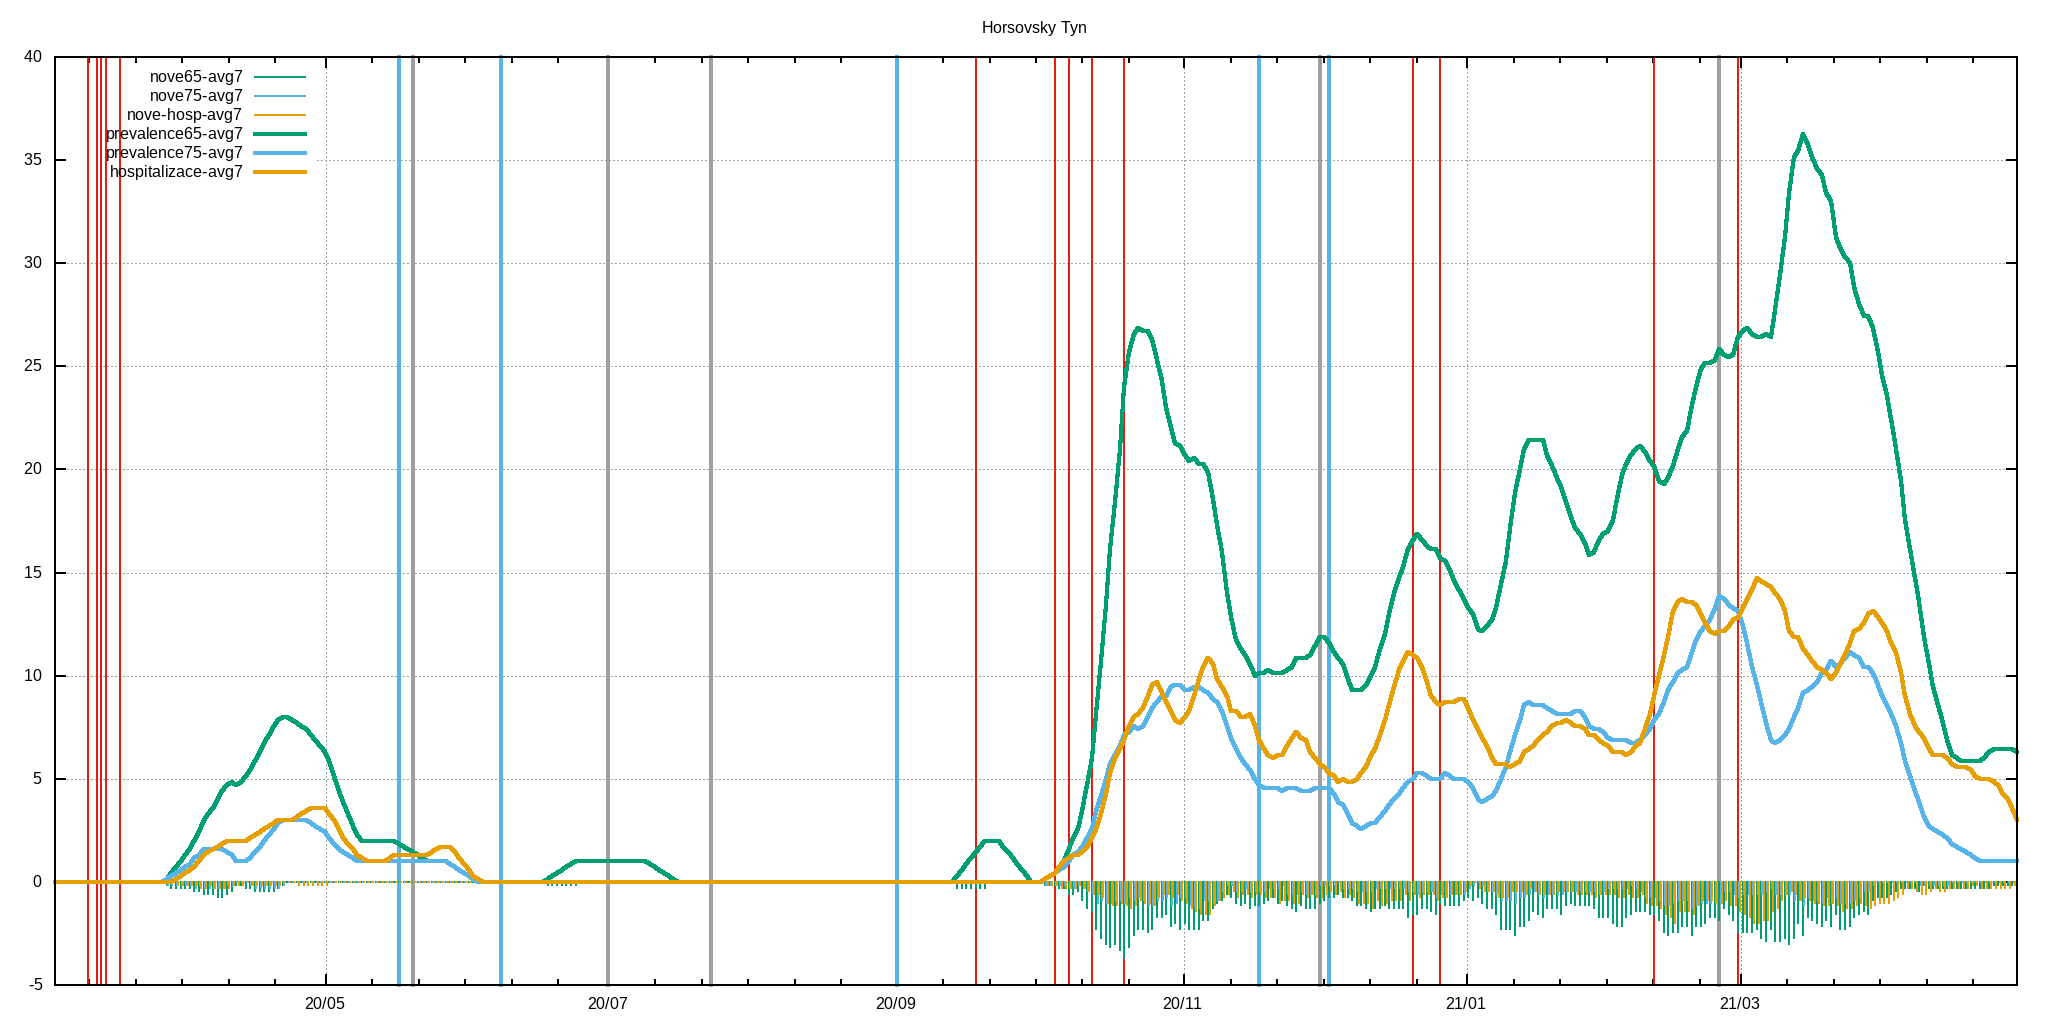 Horsovsky Tyn
40
35
30
25
20
15
10
5
0
-5
nove65-avg7
nove75-avg7
nove-hosp-avg7
prevalence65-avg7
prevalence75-avg7
hospitalizace-avg7
20/05
20/07
20/09
20/11
21/01
21/03